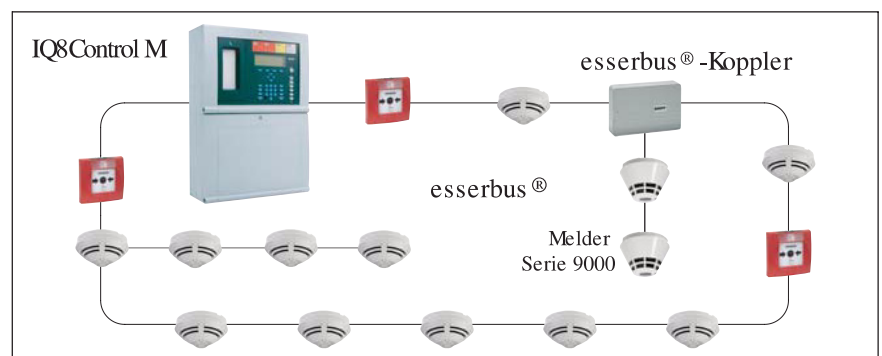 IQ8Control M
esserbus® -Koppler
esserbus®
Melder
Serie 9000